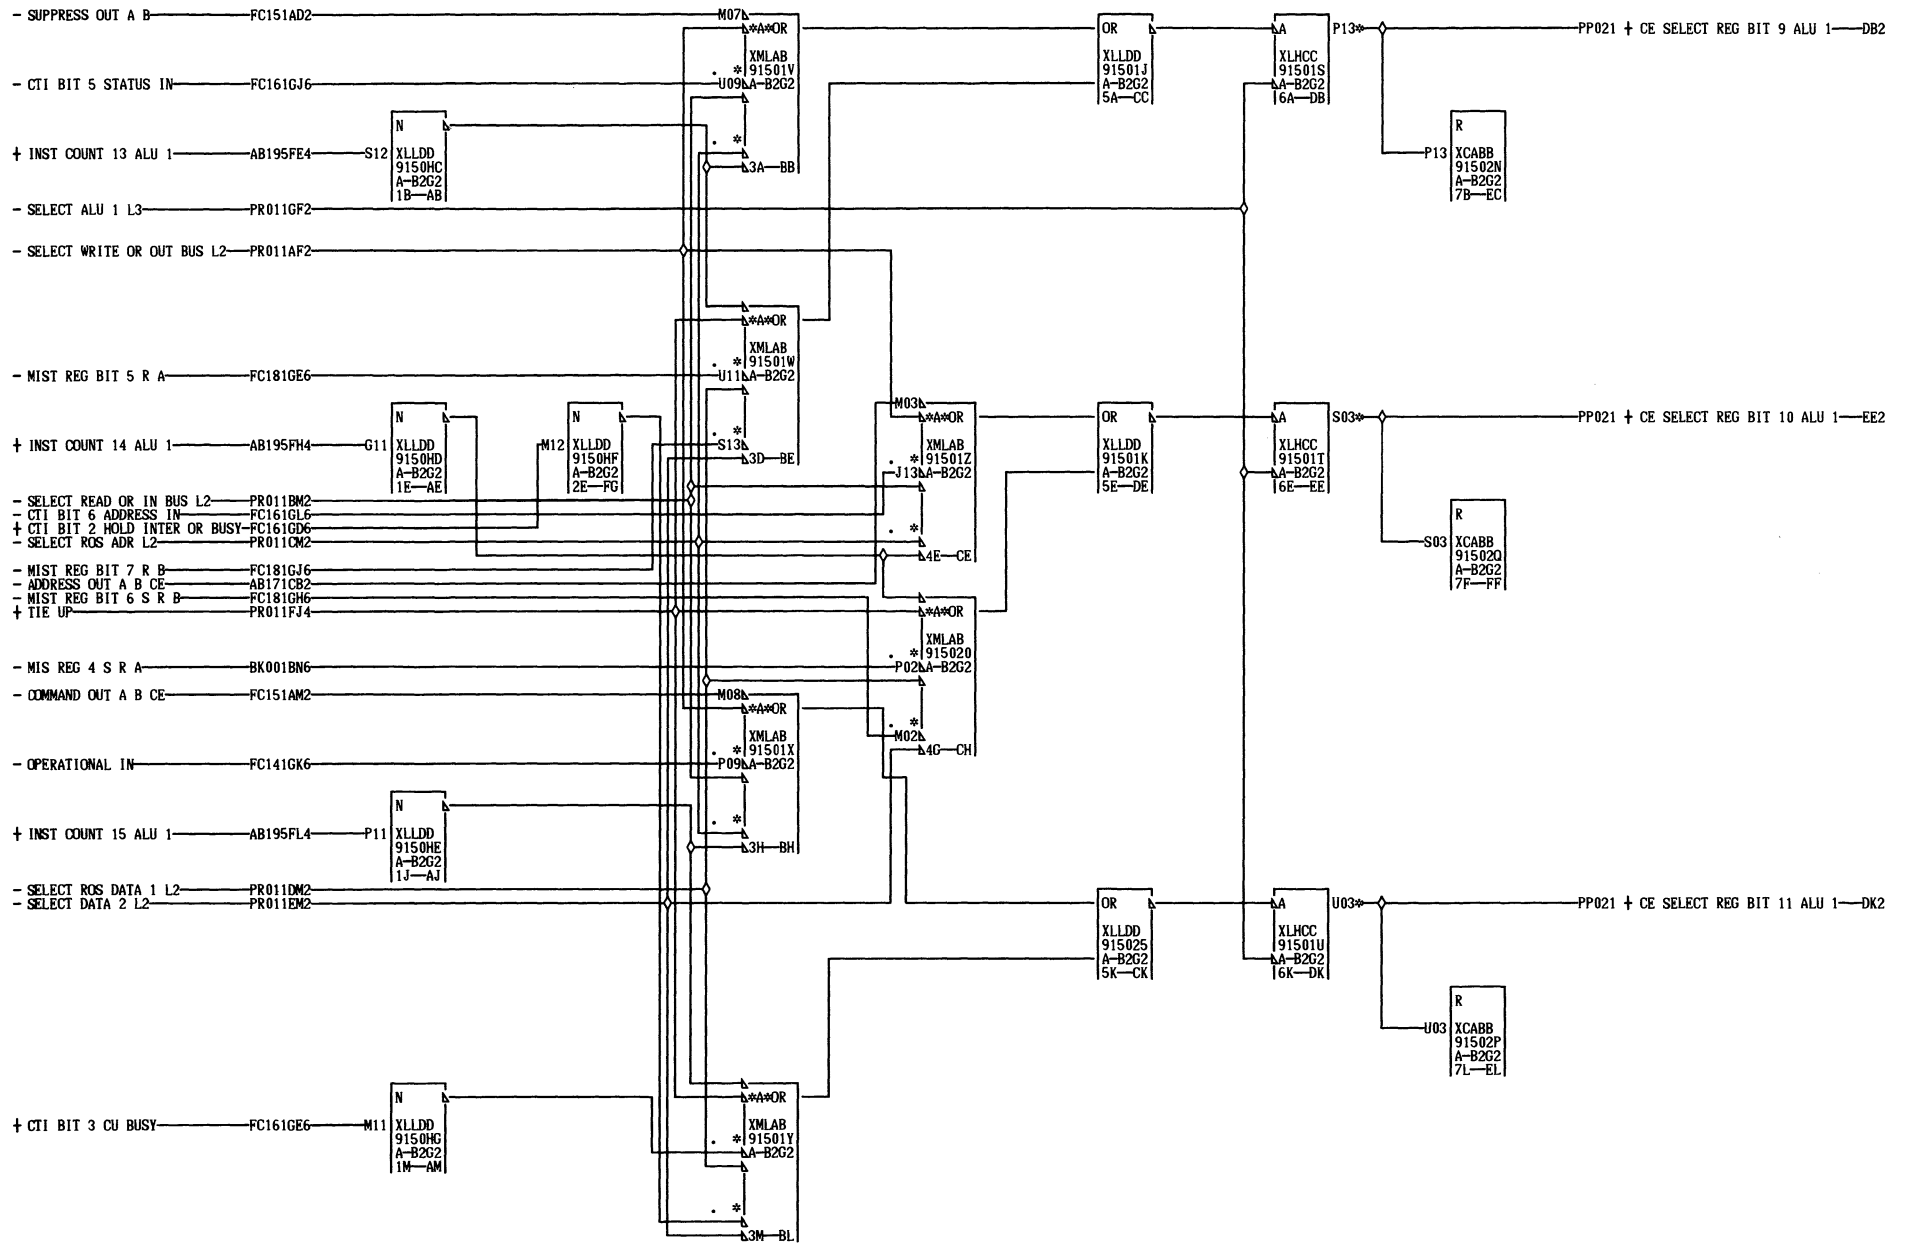 - SUPPRESS OUT A B FC151AD2 M07
*A*OR
XMLAB
* 91501V
- CTI BIT 5 STATUS IN FC161GJ6 U09 A-B2G2
*
3A BB
OR
XLLDD
91501J
A-B2G2
5A CC
A P13*
XLHCC
91501S
A-B2G2
6A DB
PP021 + CE SELECT REG BIT 9 ALU 1 DB2
R
P13 XCABB
91502N
A-B2G2
7B EC
N
+ INST COUNT 13 ALU 1 AB195FE4 S12 XLLDD
9150HC
A-B2G2
1B AB
- SELECT ALU 1 L3 PR011GF2
- SELECT WRITE OR OUT BUS L2 PR011AF2
*A*OR
XMLAB
* 91501W
- MIST REG BIT 5 R A FC181GE6 U11 A-B2G2
*
S13
3D BE
N
+ INST COUNT 14 ALU 1 AB195FH4 G11 XLLDD
9150HD
A-B2G2
1E AE
N
M12 XLLDD
9150HF
A-B2G2
2E FG
M03
*A*OR
XMLAB
* 91501Z
J13 A-B2G2
*
4E CE
OR
XLLDD
91501K
A-B2G2
5E DE
A S03*
XLHCC
91501T
A-B2G2
6E EE
PP021 + CE SELECT REG BIT 10 ALU 1 EE2
R
S03 XCABB
91502Q
A-B2G2
7F FF
- SELECT READ OR IN BUS L2 PR011BM2
- CTI BIT 6 ADDRESS IN FC161GL6
+ CTI BIT 2 HOLD INTER OR BUSY FC161GD6
- SELECT ROS ADR L2 PR011CM2
- MIST REG BIT 7 R B FC181GJ6
- ADDRESS OUT A B CE AB171CB2
- MIST REG BIT 6 S R B FC181GH6
+ TIE UP PR011FJ4
*A*OR
XMLAB
* 915020
- MIS REG 4 S R A BK001BN6 P02 A-B2G2
*
M02
4G CH
- COMMAND OUT A B CE FC151AM2 M08
*A*OR
XMLAB
* 91501X
- OPERATIONAL IN FC141GK6 P09 A-B2G2
*
3H BH
N
+ INST COUNT 15 ALU 1 AB195FL4 P11 XLLDD
9150HE
A-B2G2
1J AJ
- SELECT ROS DATA 1 L2 PR011DM2
- SELECT DATA 2 L2 PR011EM2
OR
XLLDD
915025
A-B2G2
5K CK
A U03*
XLHCC
91501U
A-B2G2
6K DK
PP021 + CE SELECT REG BIT 11 ALU 1 DK2
R
U03 XCABB
91502P
A-B2G2
7L EL
N
+ CTI BIT 3 CU BUSY FC161GE6 M11 XLLDD
9150HG
A-B2G2
1M AM
*A*OR
XMLAB
* 91501Y
A-B2G2
*
3M BL